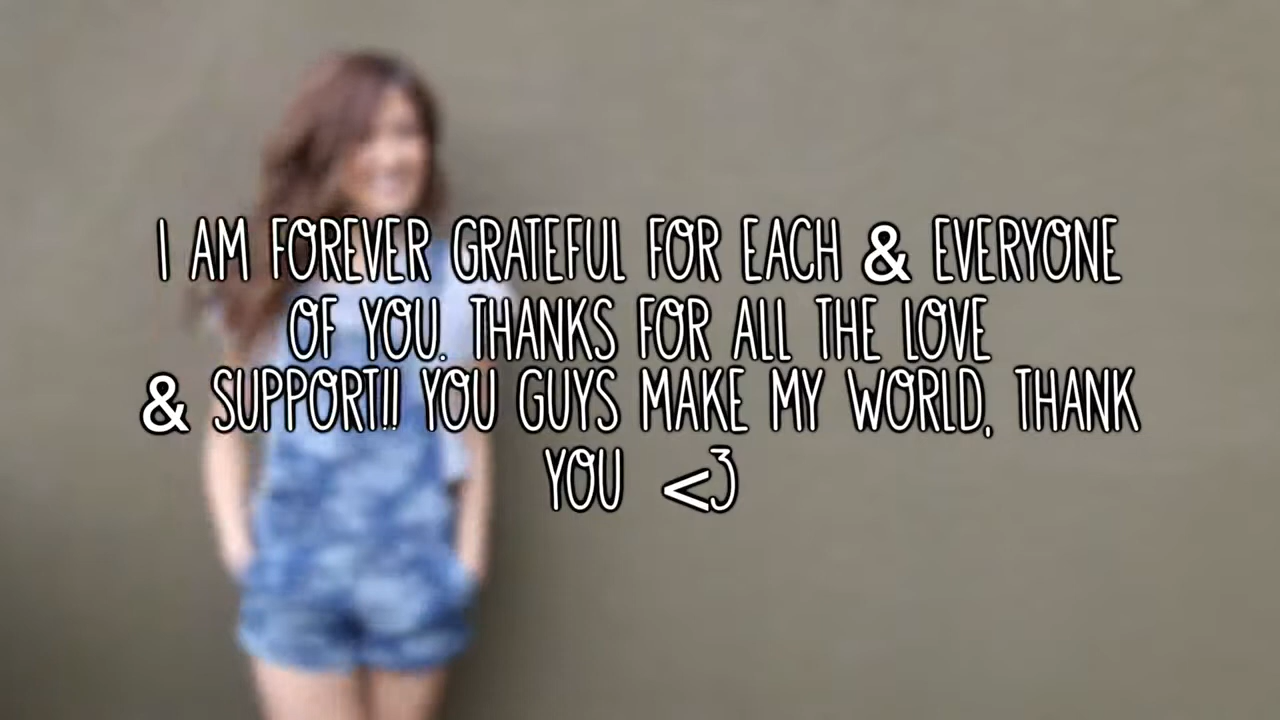 I AM FOREVER GRATEFUL FOR EACH & EVERYONE
OF YOU. THANKS FOR ALL THE LOVE
& SUPPORT!! YOU GUYS MAKE MY WORLD, THANK
YOU <3